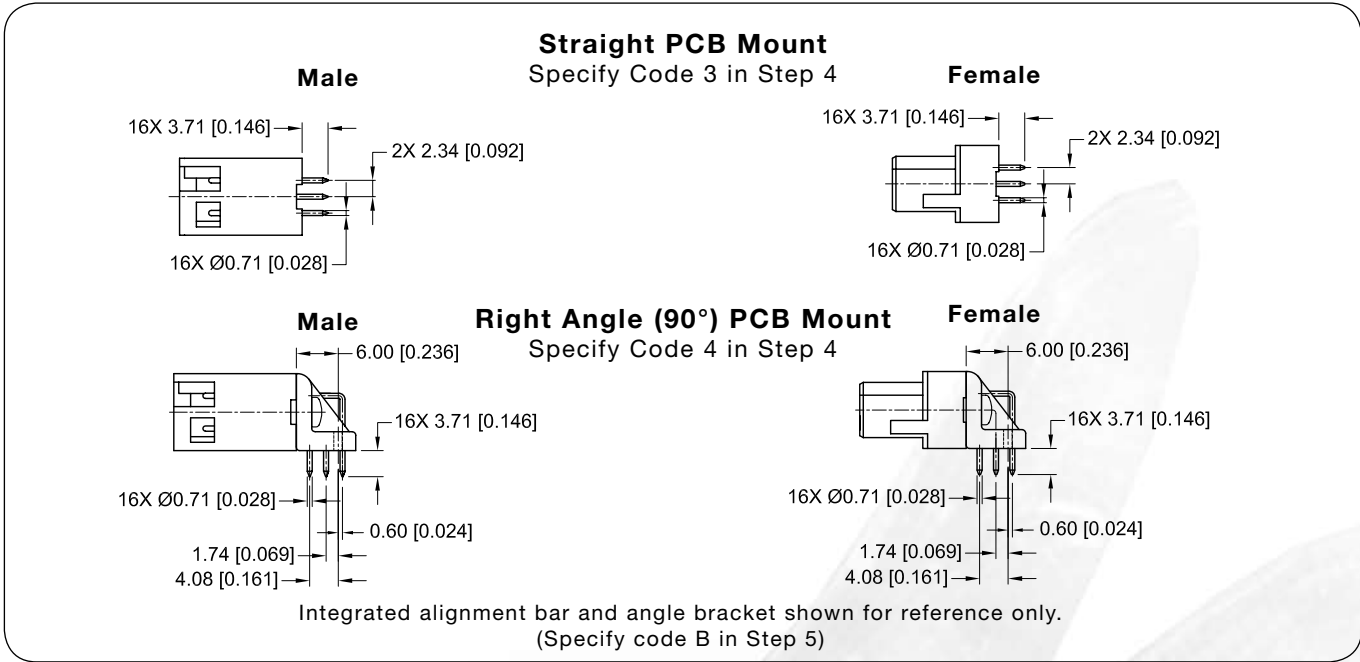 Straight PCB Mount
Specify Code 3 in Step 4
Male
Female
16X 3.71 [0.146]
2X 2.34 [0.092]
16X Ø0.71 [0.028]
16X 3.71 [0.146]
2X 2.34 [0.092]
16X Ø0.71 [0.028]
Right Angle (90°) PCB Mount
Specify Code 4 in Step 4
Male
Female
6.00 [0.236]
16X 3.71 [0.146]
16X Ø0.71 [0.028]
0.60 [0.024]
1.74 [0.069]
4.08 [0.161]
6.00 [0.236]
16X 3.71 [0.146]
16X Ø0.71 [0.028]
0.60 [0.024]
1.74 [0.069]
4.08 [0.161]
Integrated alignment bar and angle bracket shown for reference only.
(Specify code B in Step 5)